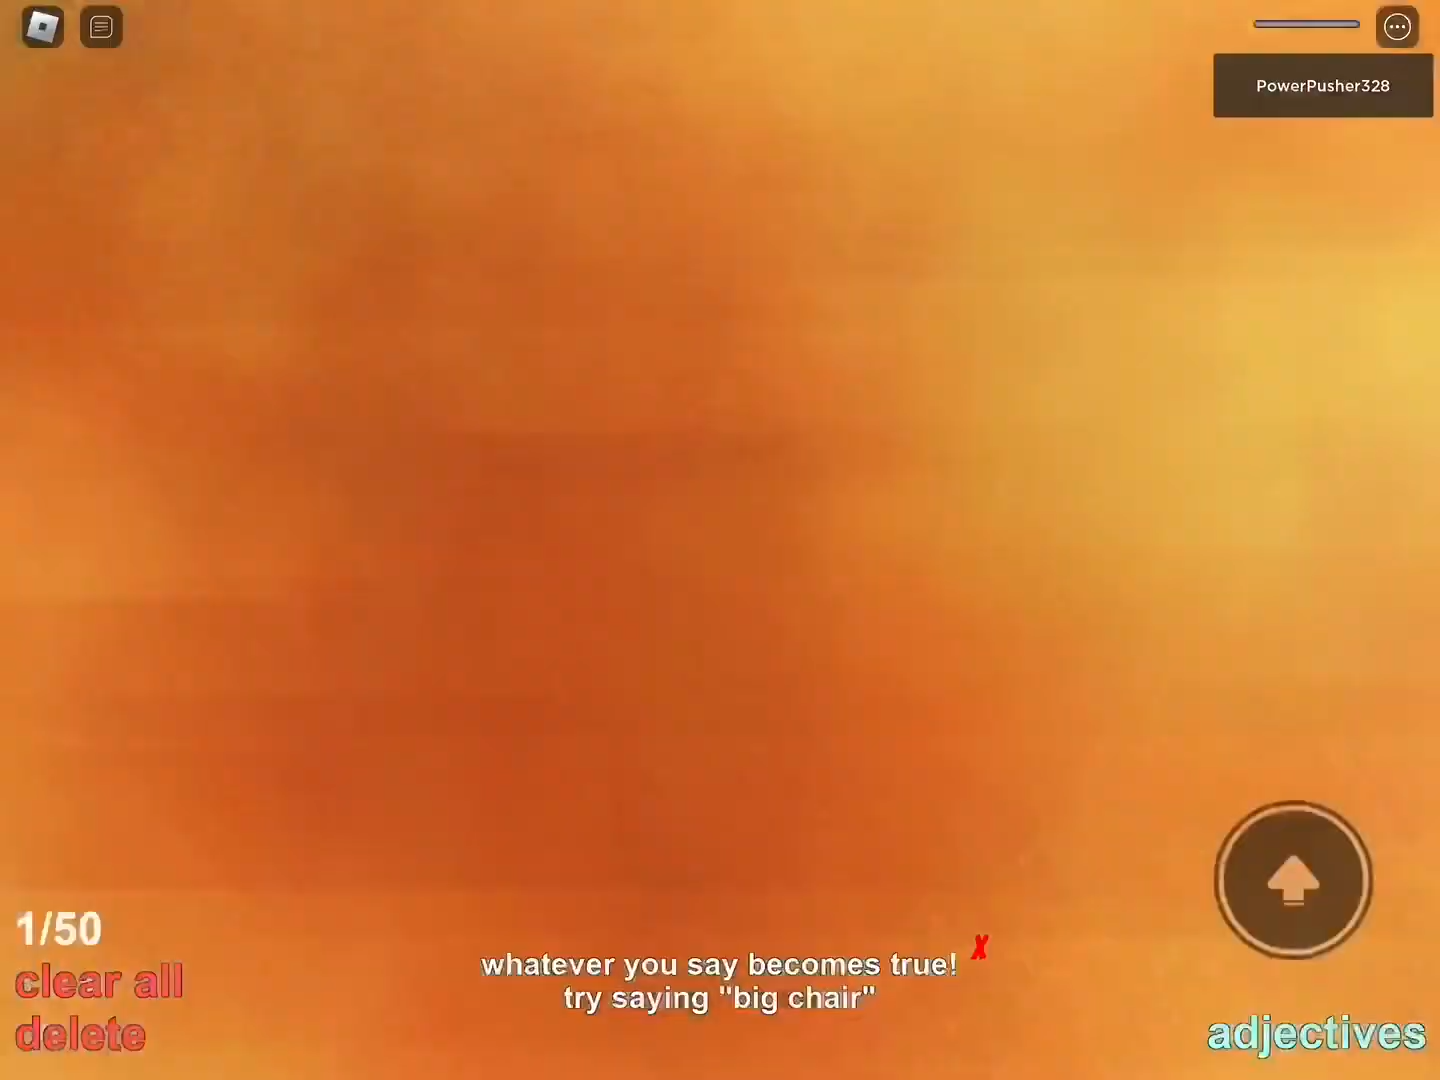 PowerPusher328
1/50
clear all
delete
whatever you say becomes true!
X
try saying "big chair"
adjectives